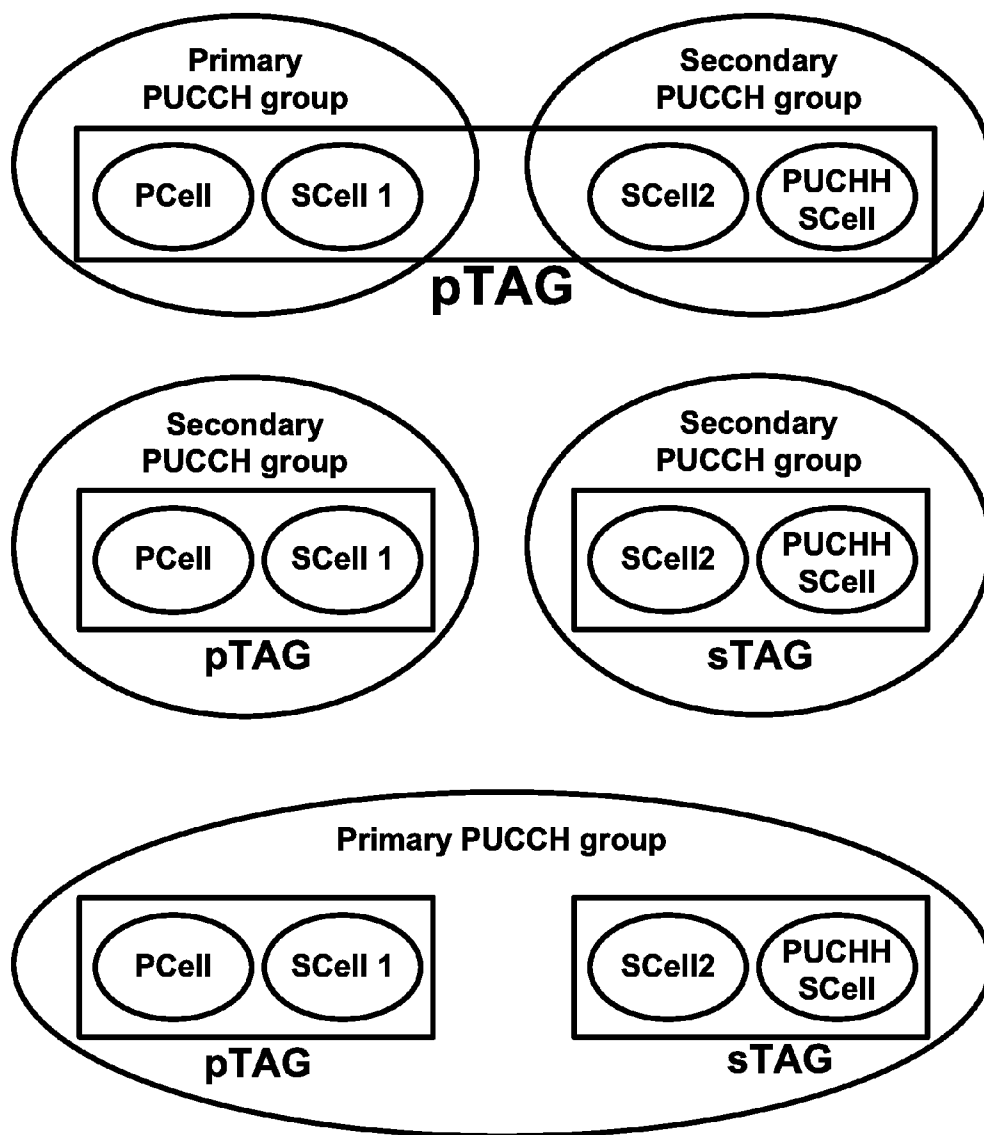 Primary
PUCCH group
Secondary
PUCCH group
PCell
SCell 1
SCell2
PUCHH
SCell
pTAG
Secondary
PUCCH group
Secondary
PUCCH group
PCell
SCell 1
SCell2
PUCHH
SCell
pTAG
sTAG
Primary PUCCH group
PCell
SCell 1
SCell2
PUCHH
SCell
pTAG
sTAG